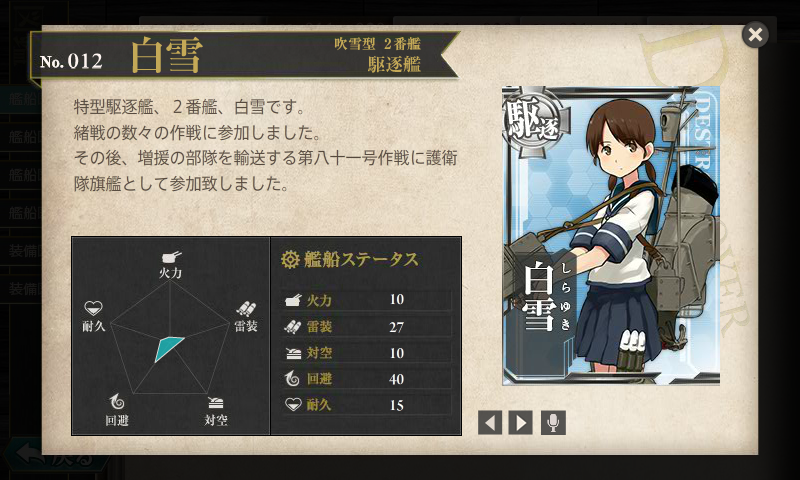 No.012 白雪
吹雪型 2番艦
駆逐艦
特型駆逐艦、２番艦、白雪です。
緒戦の数々の作戦に参加しました。
その後、増援の部隊を輸送する第八十一号作戦に護衛
隊旗艦として参加致しました。
火力
雷装
対空
回避
耐久
艦船ステータス
火力 10
雷装 27
対空 10
回避 40
耐久 15
駆逐
白雪
しらゆき
DESTROYER
戻る